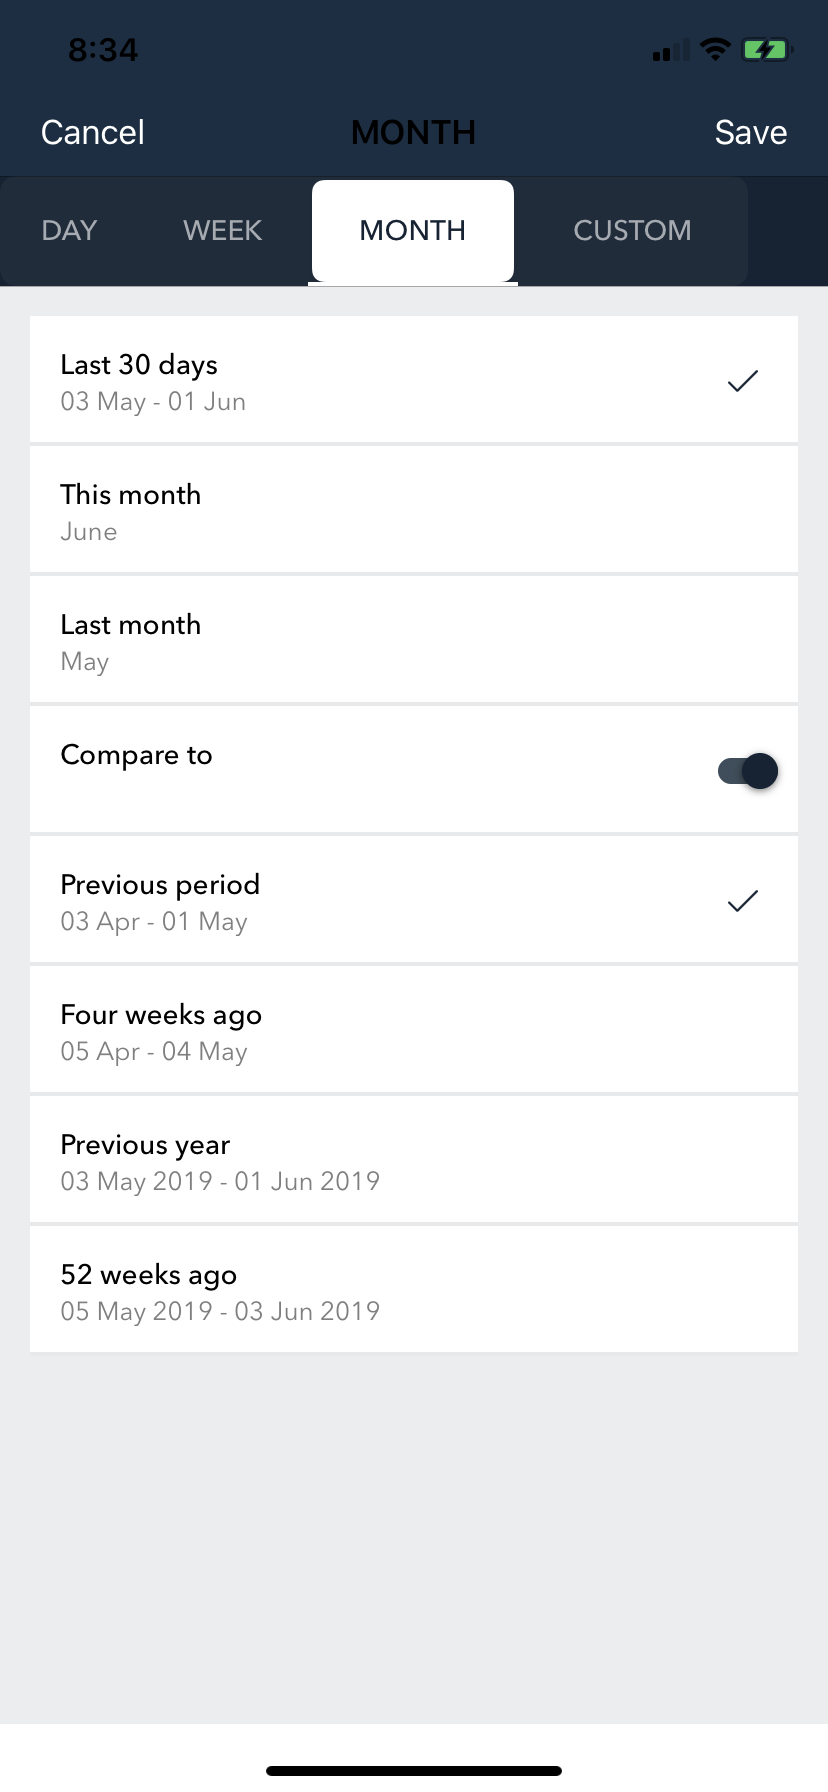 8:34
Cancel MONTH Save
DAY WEEK MONTH CUSTOM
Last 30 days
03 May - 01 Jun
This month
June
Last month
May
Compare to
Previous period
03 Apr - 01 May
Four weeks ago
05 Apr - 04 May
Previous year
03 May 2019 - 01 Jun 2019
52 weeks ago
05 May 2019 - 03 Jun 2019